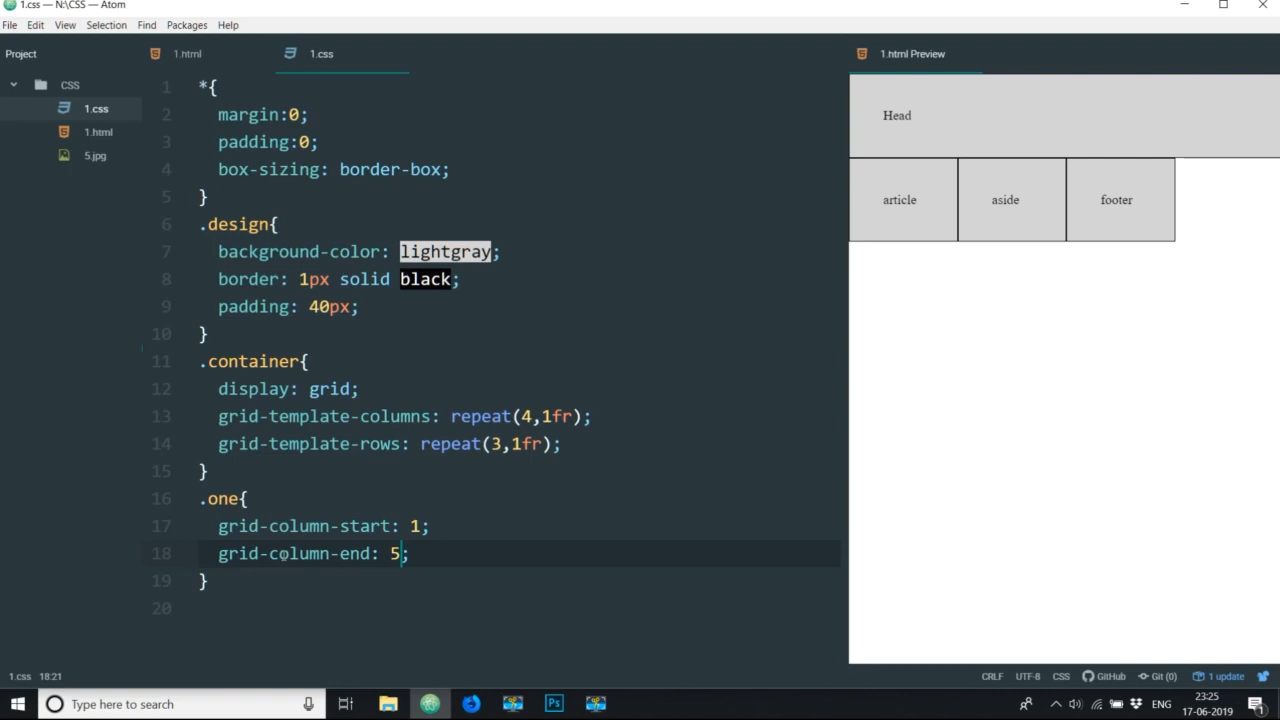 1.css — N:\CSS — Atom
File Edit View Selection Find Packages Help
Project
1.html
1.css
1.html Preview
CSS
1.css
1.html
5.jpg
1 *{
2 margin:0;
3 padding:0;
4 box-sizing: border-box;
5 }
6 .design{
7 background-color: lightgray;
8 border: 1px solid black;
9 padding: 40px;
10 }
11 .container{
12 display: grid;
13 grid-template-columns: repeat(4,1fr);
14 grid-template-rows: repeat(3,1fr);
15 }
16 .one{
17 grid-column-start: 1;
18 grid-column-end: 5;
19 }
20
Head
article aside footer
1.css 18:21
CRLF UTF-8 CSS GitHub Git (0) 1 update
Type here to search
Ps
ENG
23:25
17-06-2019
1